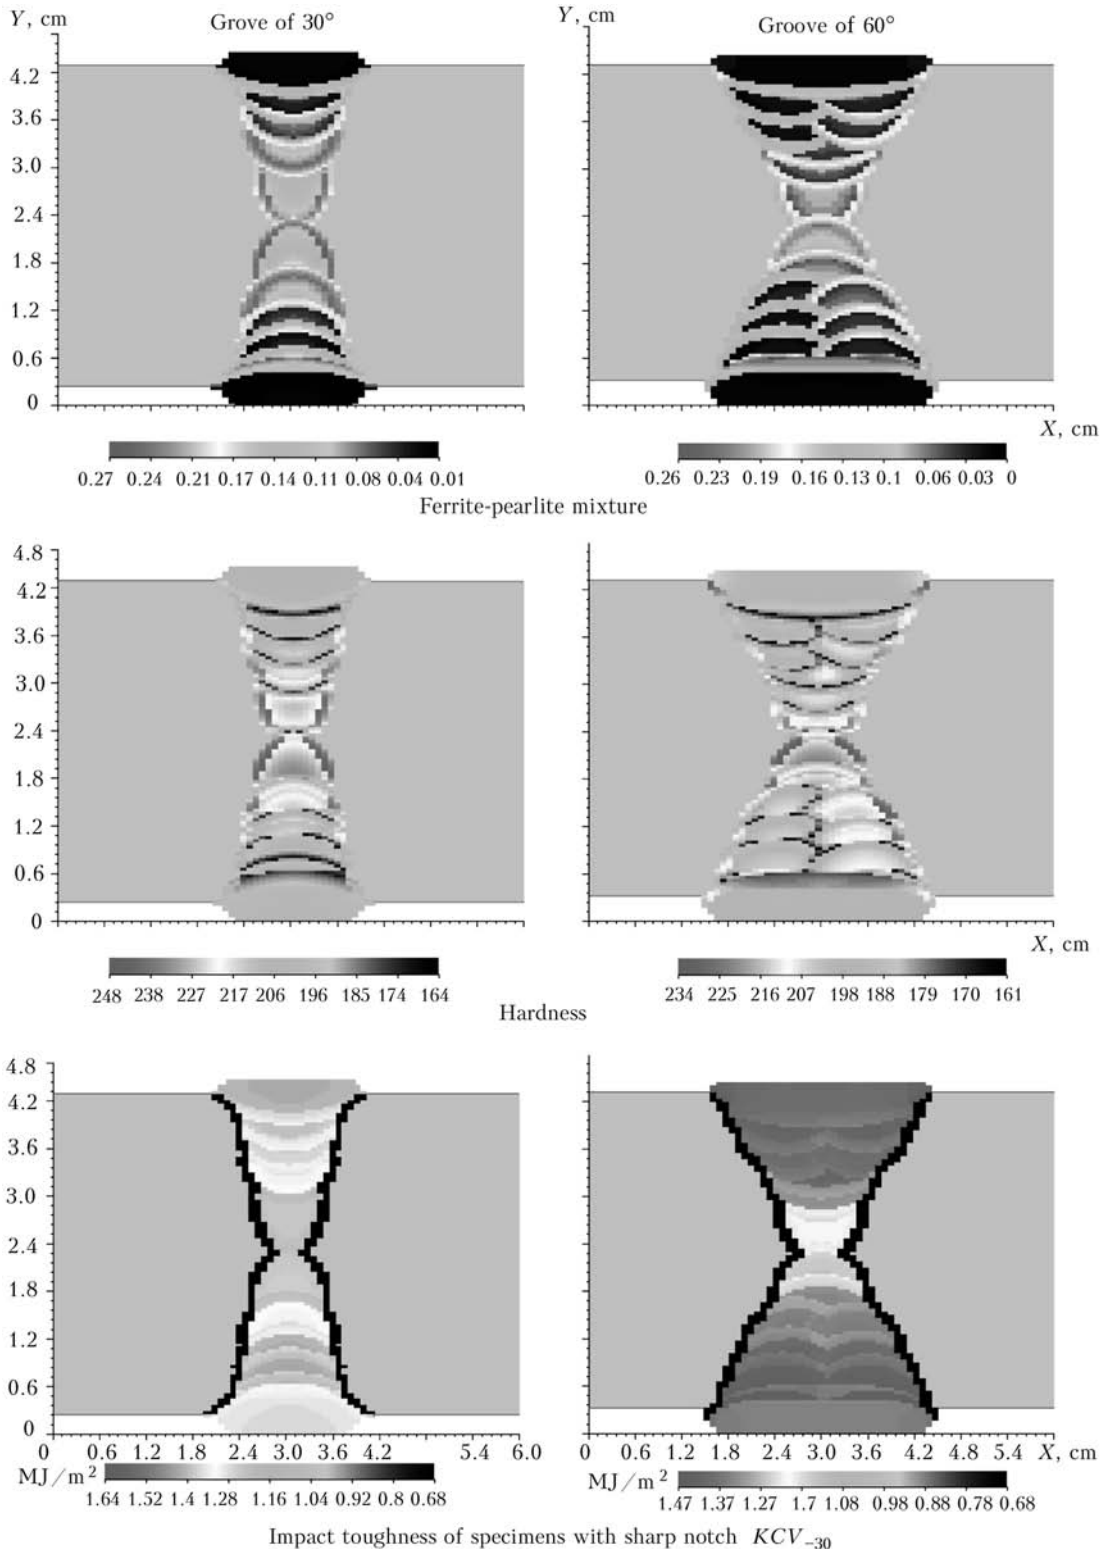 Y, cm
Grove of 30°
Y, cm
Groove of 60°
4.2
3.6
3.0
2.4
1.8
1.2
0.6
0
X, cm
0.27 0.24 0.21 0.17 0.14 0.11 0.08 0.04 0.01
0.26 0.23 0.19 0.16 0.13 0.1 0.06 0.03 0
Ferrite-pearlite mixture
4.8
4.2
3.6
3.0
2.4
1.8
1.2
0.6
0
X, cm
248 238 227 217 206 196 185 174 164
234 225 216 207 198 188 179 170 161
Hardness
4.8
4.2
3.6
3.0
2.4
1.8
1.2
0.6
0
0 0.6 1.2 1.8 2.4 3.0 3.6 4.2 5.4 6.0
0 0.6 1.2 1.8 2.4 3.0 3.6 4.2 4.8 5.4 X, cm
MJ/m²
1.64 1.52 1.4 1.28 1.16 1.04 0.92 0.8 0.68
MJ/m²
1.47 1.37 1.27 1.7 1.08 0.98 0.88 0.78 0.68
Impact toughness of specimens with sharp notch KCV₋₃₀